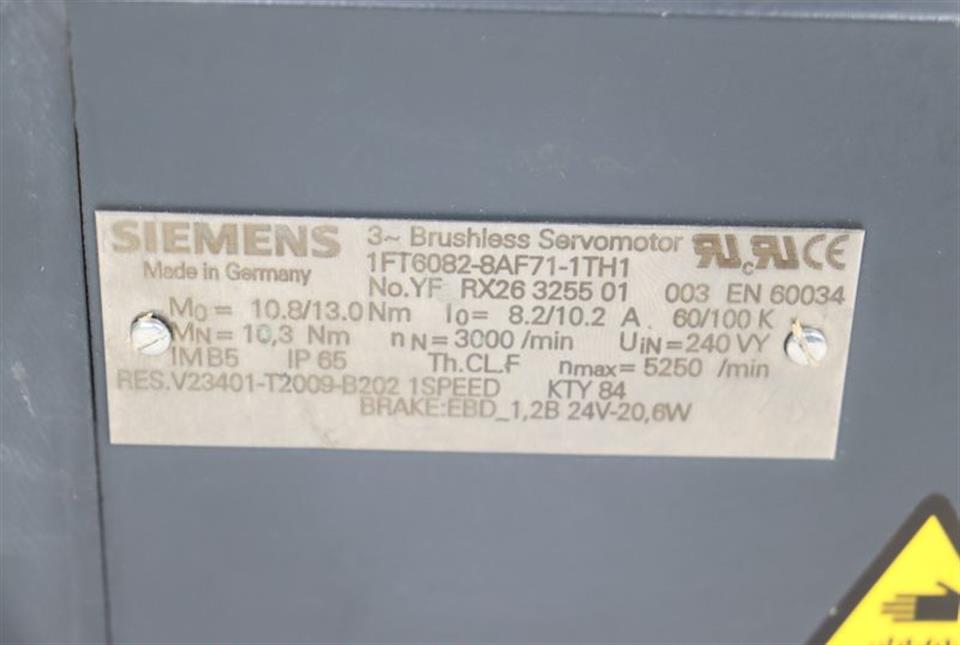 SIEMENS 3~ Brushless Servomotor
Made in Germany 1FT6082-8AF71-1TH1
No.YF RX26 3255 01 003 EN 60034
M0 = 10.8/13.0 Nm I0= 8.2/10.2 A 60/100 K
MN = 10,3 Nm nN = 3000 /min UIN=240 VY
IM B5 IP 65 Th.CL.F nmax = 5250 /min
RES.V23401-T2009-B202 1SPEED KTY 84
BRAKE:EBD_1,2B 24V-20,6W